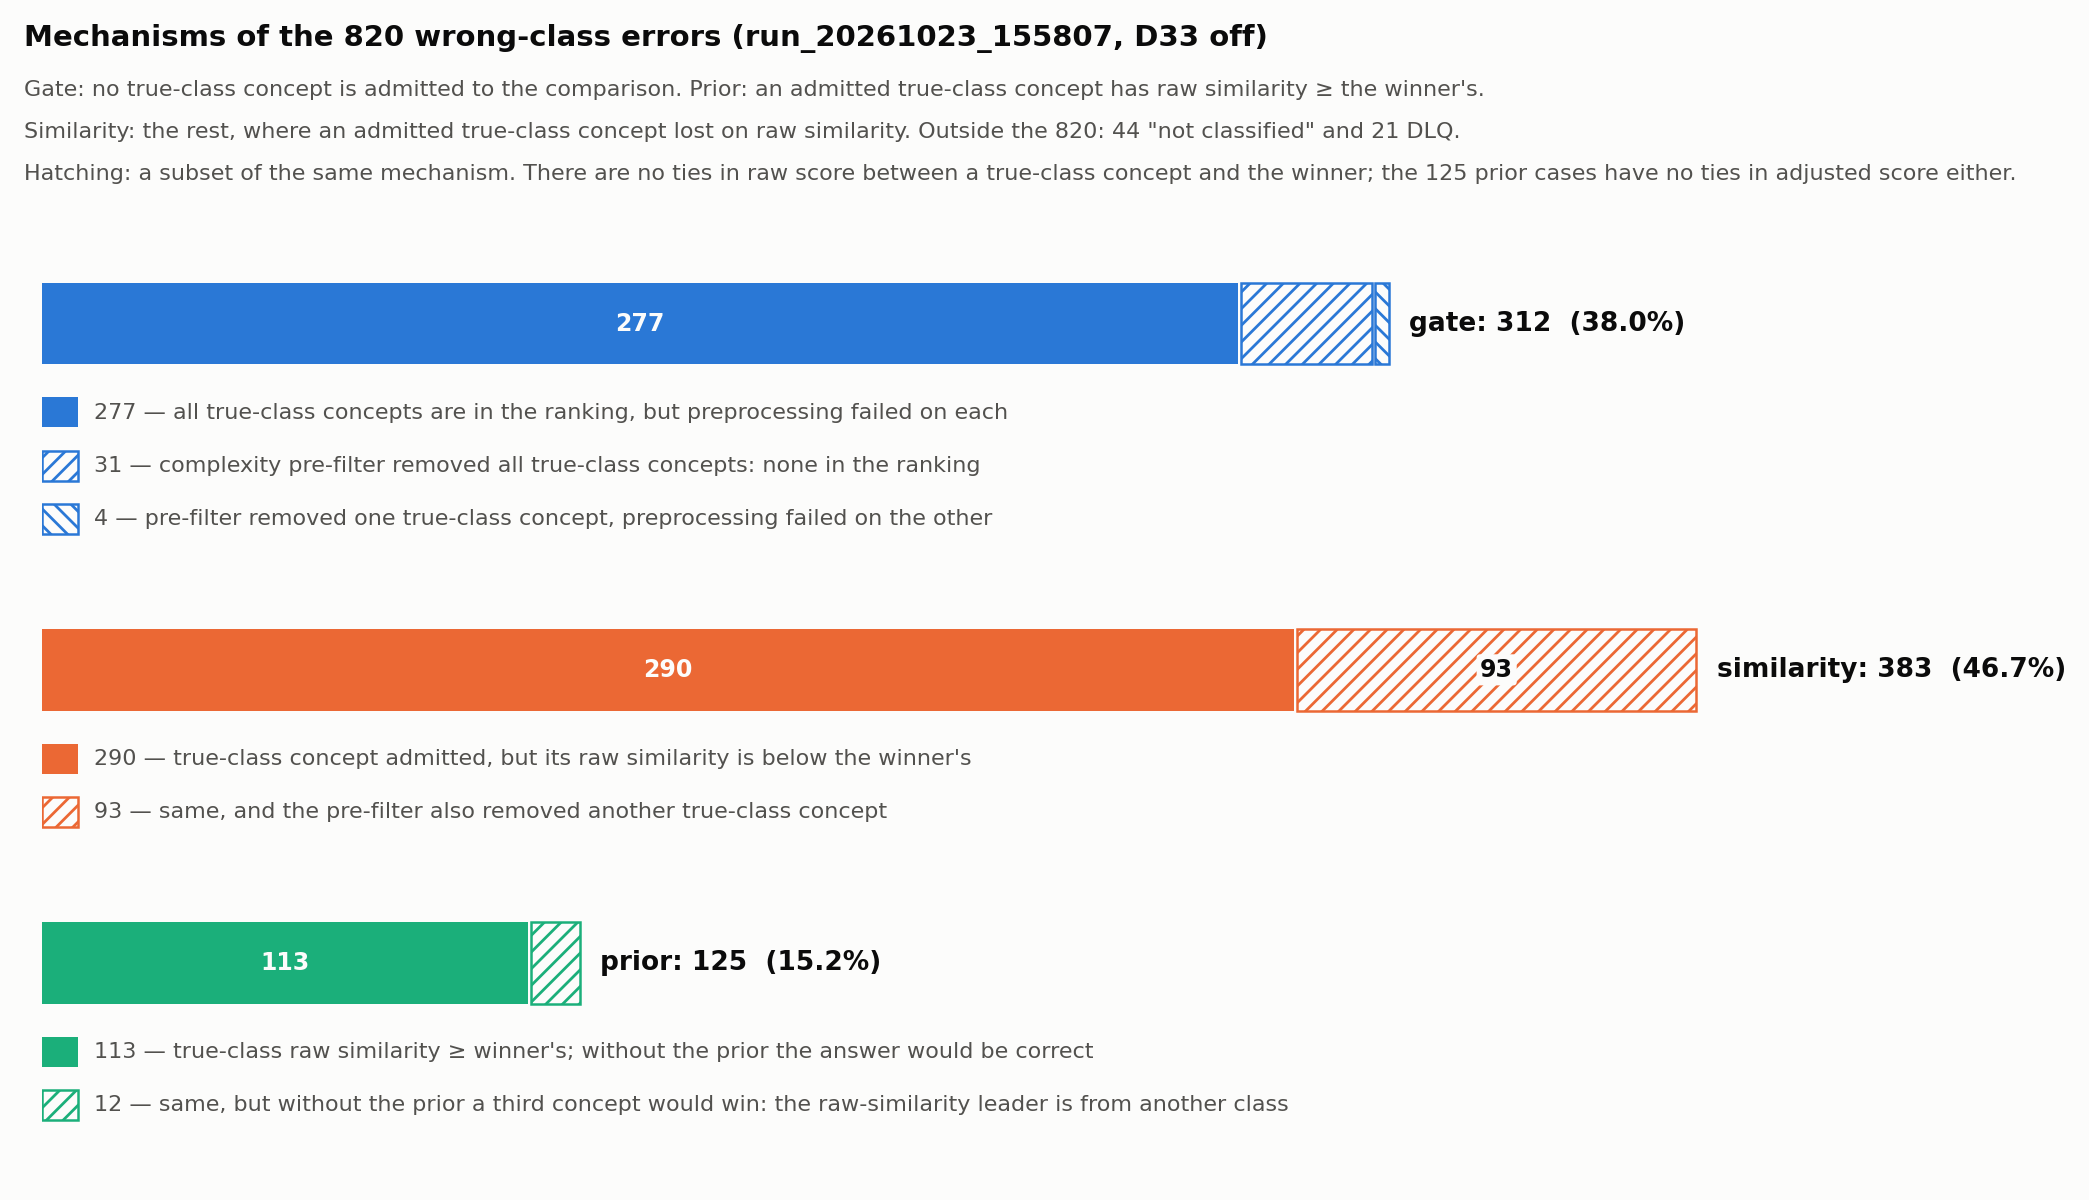 Mechanisms of the 820 wrong-class errors (run_20261023_155807, D33 off)
Gate: no true-class concept is admitted to the comparison. Prior: an admitted true-class concept has raw similarity ≥ the winner's.
Similarity: the rest, where an admitted true-class concept lost on raw similarity. Outside the 820: 44 "not classified" and 21 DLQ.
Hatching: a subset of the same mechanism. There are no ties in raw score between a true-class concept and the winner; the 125 prior cases have no ties in adjusted score either.
277
gate: 312 (38.0%)
277 — all true-class concepts are in the ranking, but preprocessing failed on each
31 — complexity pre-filter removed all true-class concepts: none in the ranking
4 — pre-filter removed one true-class concept, preprocessing failed on the other
290
93
similarity: 383 (46.7%)
290 — true-class concept admitted, but its raw similarity is below the winner's
93 — same, and the pre-filter also removed another true-class concept
113
prior: 125 (15.2%)
113 — true-class raw similarity ≥ winner's; without the prior the answer would be correct
12 — same, but without the prior a third concept would win: the raw-similarity leader is from another class